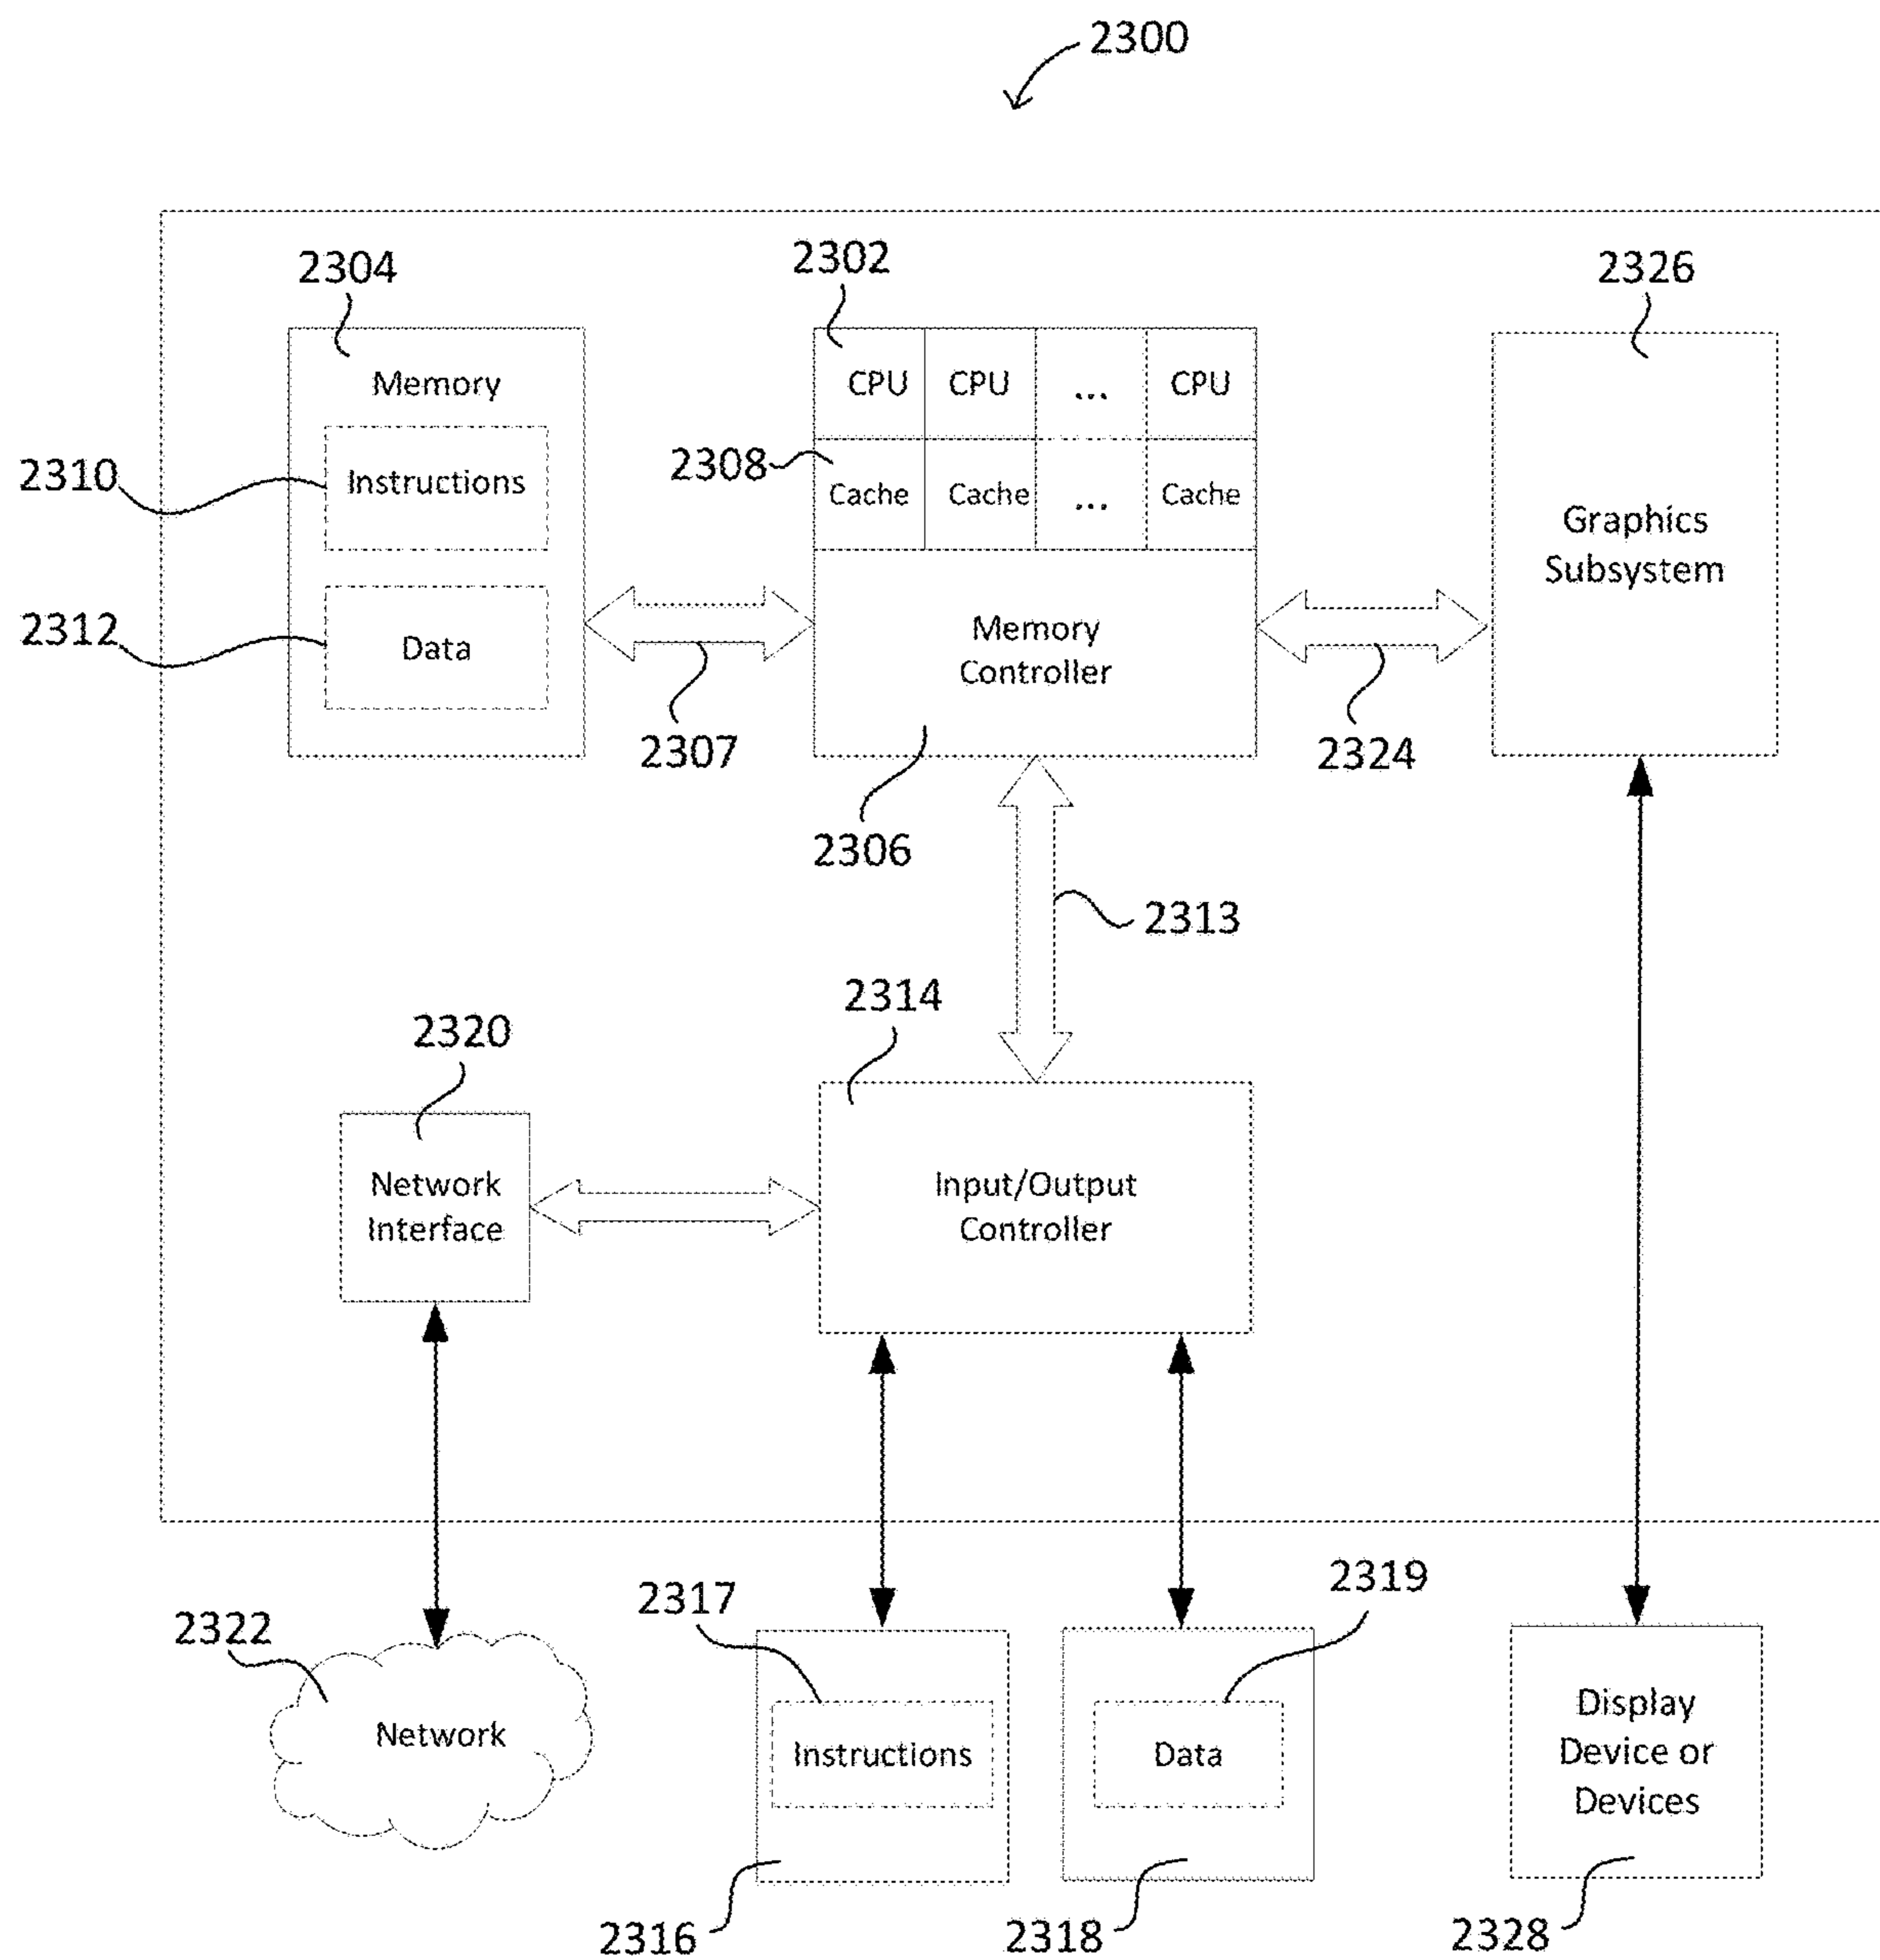 2300
2304
2302
2326
Memory
CPU
CPU
...
CPU
2310
Instructions
2308
Cache
Cache
...
Cache
Graphics
Subsystem
2312
Data
Memory
Controller
2307
2324
2306
2313
2314
2320
Network
Interface
Input/Output
Controller
2322
2317
2319
Network
Instructions
Data
Display
Device or
Devices
2316
2318
2328